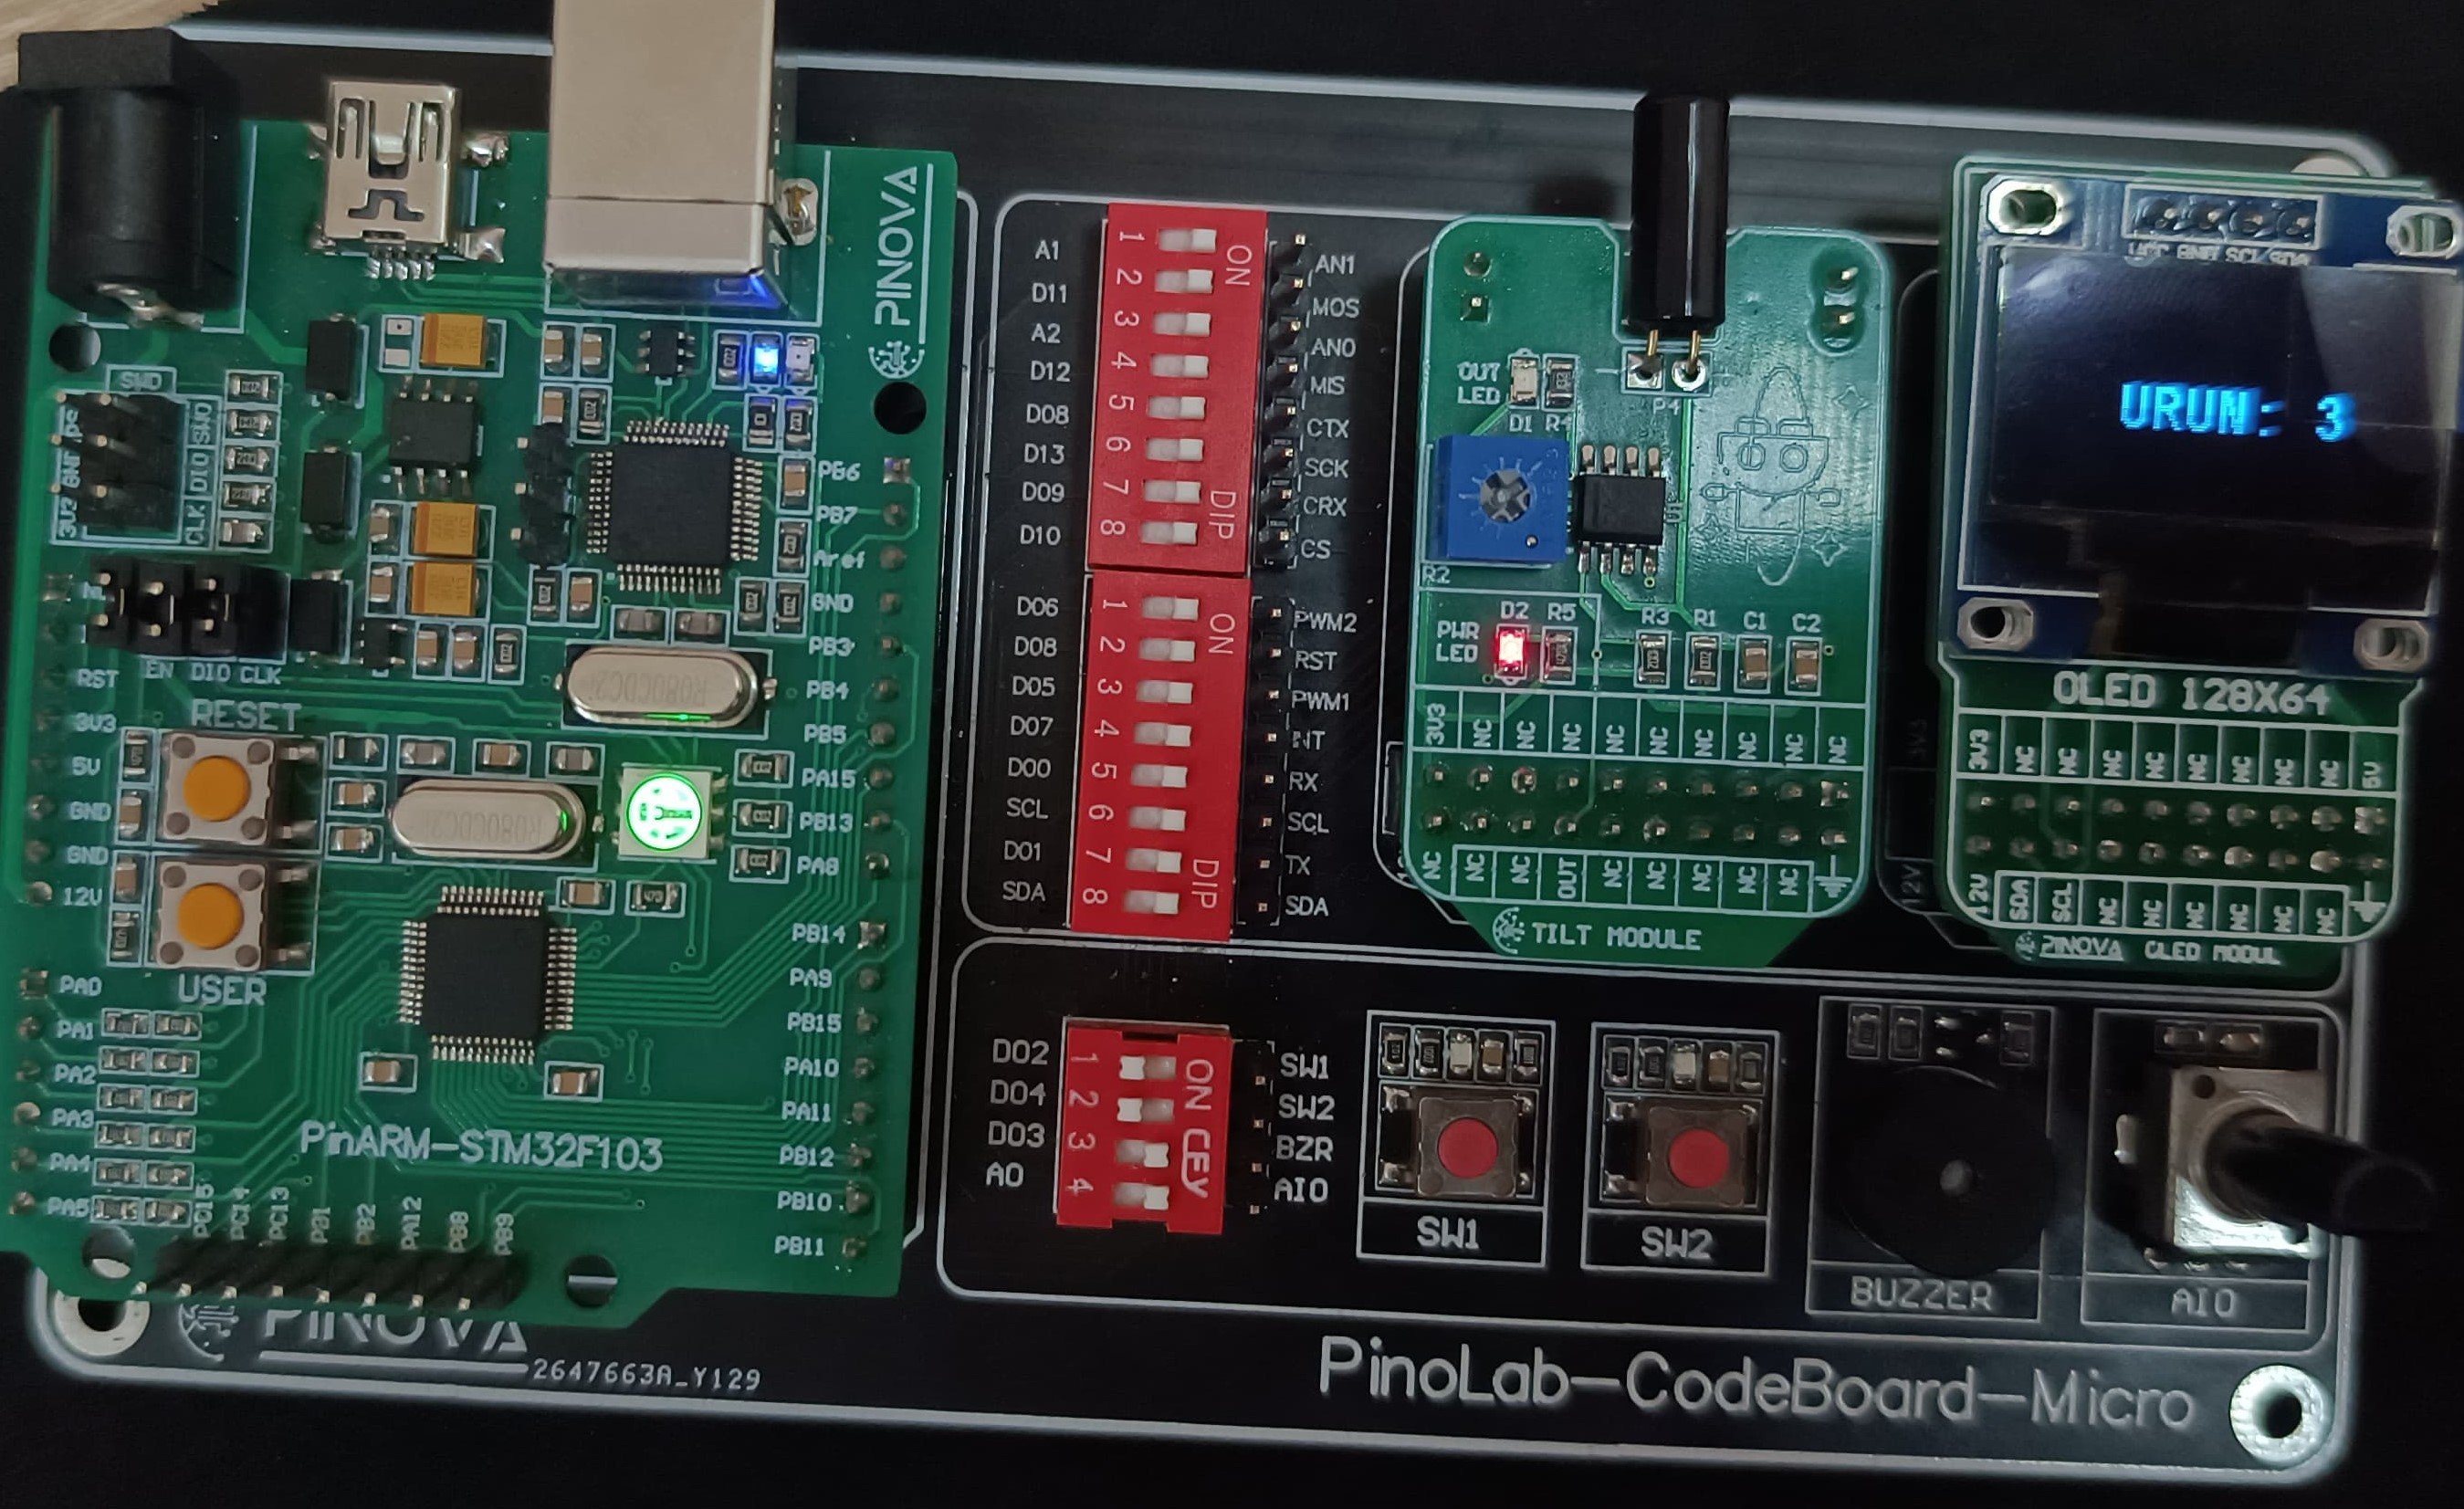 PINOVA
SWD
CLK DIO SWD
3V3 GND
EN DIO CLK
RST
3V3
5V
GND
GND
12V
RESET
USER
PA0
PA1
PA2
PA3
PA4
PA5
PC15
PC14
PC13
PB1
PB2
PA12
PB8
PB9
PB6
PB7
Aref
GND
PB3
PB4
PB5
PA15
PB13
PA8
PB14
PA9
PB15
PA10
PA11
PB12
PB10
PB11
PinARM-STM32F103
PINOVA
2647663A_Y129
A1
D11
A2
D12
D08
D13
D09
D10
1 2 3 4 5 6 7 8
ON DIP
AN1
MOS
AN0
MIS
CTX
SCK
CRX
CS
D06
D08
D05
D07
D00
SCL
D01
SDA
1 2 3 4 5 6 7 8
ON DIP
PWM2
RST
PWM1
INT
RX
SCL
TX
SDA
D02
D04
D03
A0
1 2 3 4
ON
SW1
SW2
BZR
AI0
OUT LED
D1 R4
P4
R2
D2 R5 R3 R1 C1 C2
PWR LED
3V3 NC NC NC NC NC NC NC NC NC
NC NC NC OUT NC NC NC NC NC
TILT MODULE
VCC GND SCL SDA
URUN: 3
OLED 128X64
3V3 NC NC NC NC NC NC NC NC 5V
12V SDA SCL NC NC NC NC NC NC
PINOVA OLED MODUL
SW1
SW2
BUZZER
AI0
PinoLab-CodeBoard-Micro